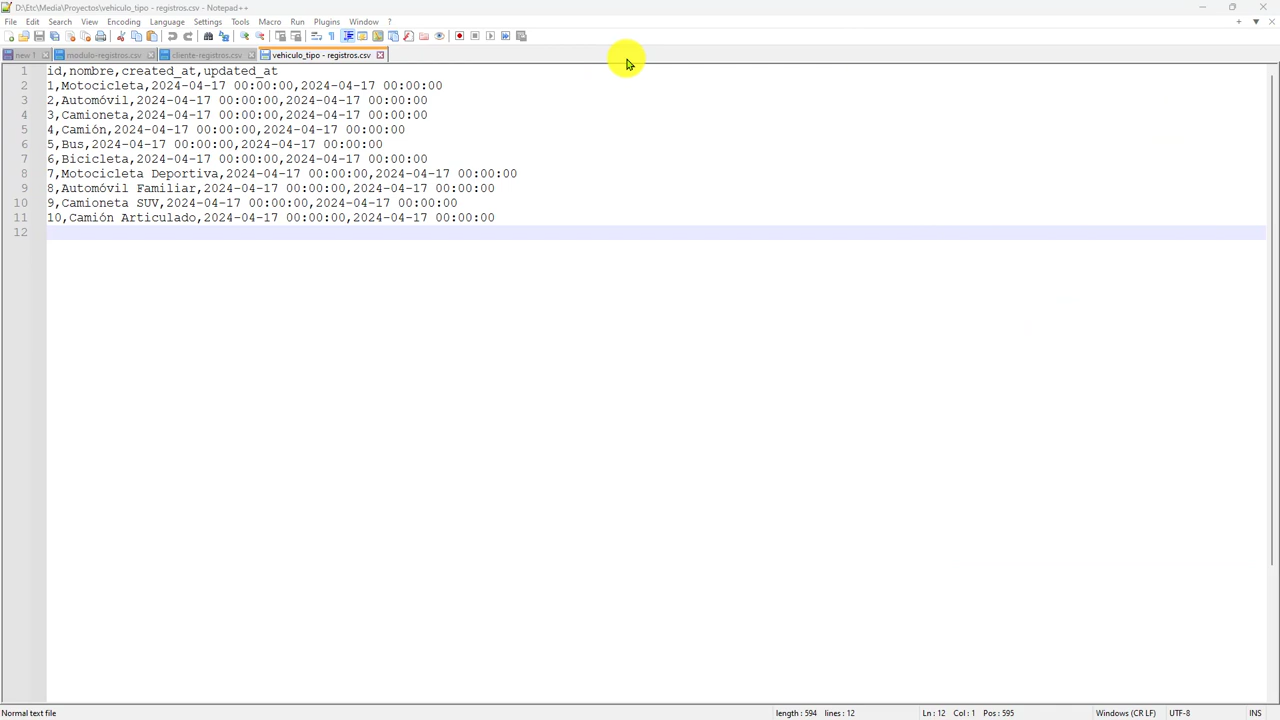 D:\Etc\Media\Proyectos\vehiculo_tipo - registros.csv - Notepad++
File Edit Search View Encoding Language Settings Tools Macro Run Plugins Window ?
new 1 modulo-registros.csv cliente-registros.csv vehiculo_tipo - registros.csv
1 id,nombre,created_at,updated_at
2 1,Motocicleta,2024-04-17 00:00:00,2024-04-17 00:00:00
3 2,Automóvil,2024-04-17 00:00:00,2024-04-17 00:00:00
4 3,Camioneta,2024-04-17 00:00:00,2024-04-17 00:00:00
5 4,Camión,2024-04-17 00:00:00,2024-04-17 00:00:00
6 5,Bus,2024-04-17 00:00:00,2024-04-17 00:00:00
7 6,Bicicleta,2024-04-17 00:00:00,2024-04-17 00:00:00
8 7,Motocicleta Deportiva,2024-04-17 00:00:00,2024-04-17 00:00:00
9 8,Automóvil Familiar,2024-04-17 00:00:00,2024-04-17 00:00:00
10 9,Camioneta SUV,2024-04-17 00:00:00,2024-04-17 00:00:00
11 10,Camión Articulado,2024-04-17 00:00:00,2024-04-17 00:00:00
12
Normal text file length : 594 lines : 12 Ln : 12 Col : 1 Pos : 595 Windows (CR LF) UTF-8 INS